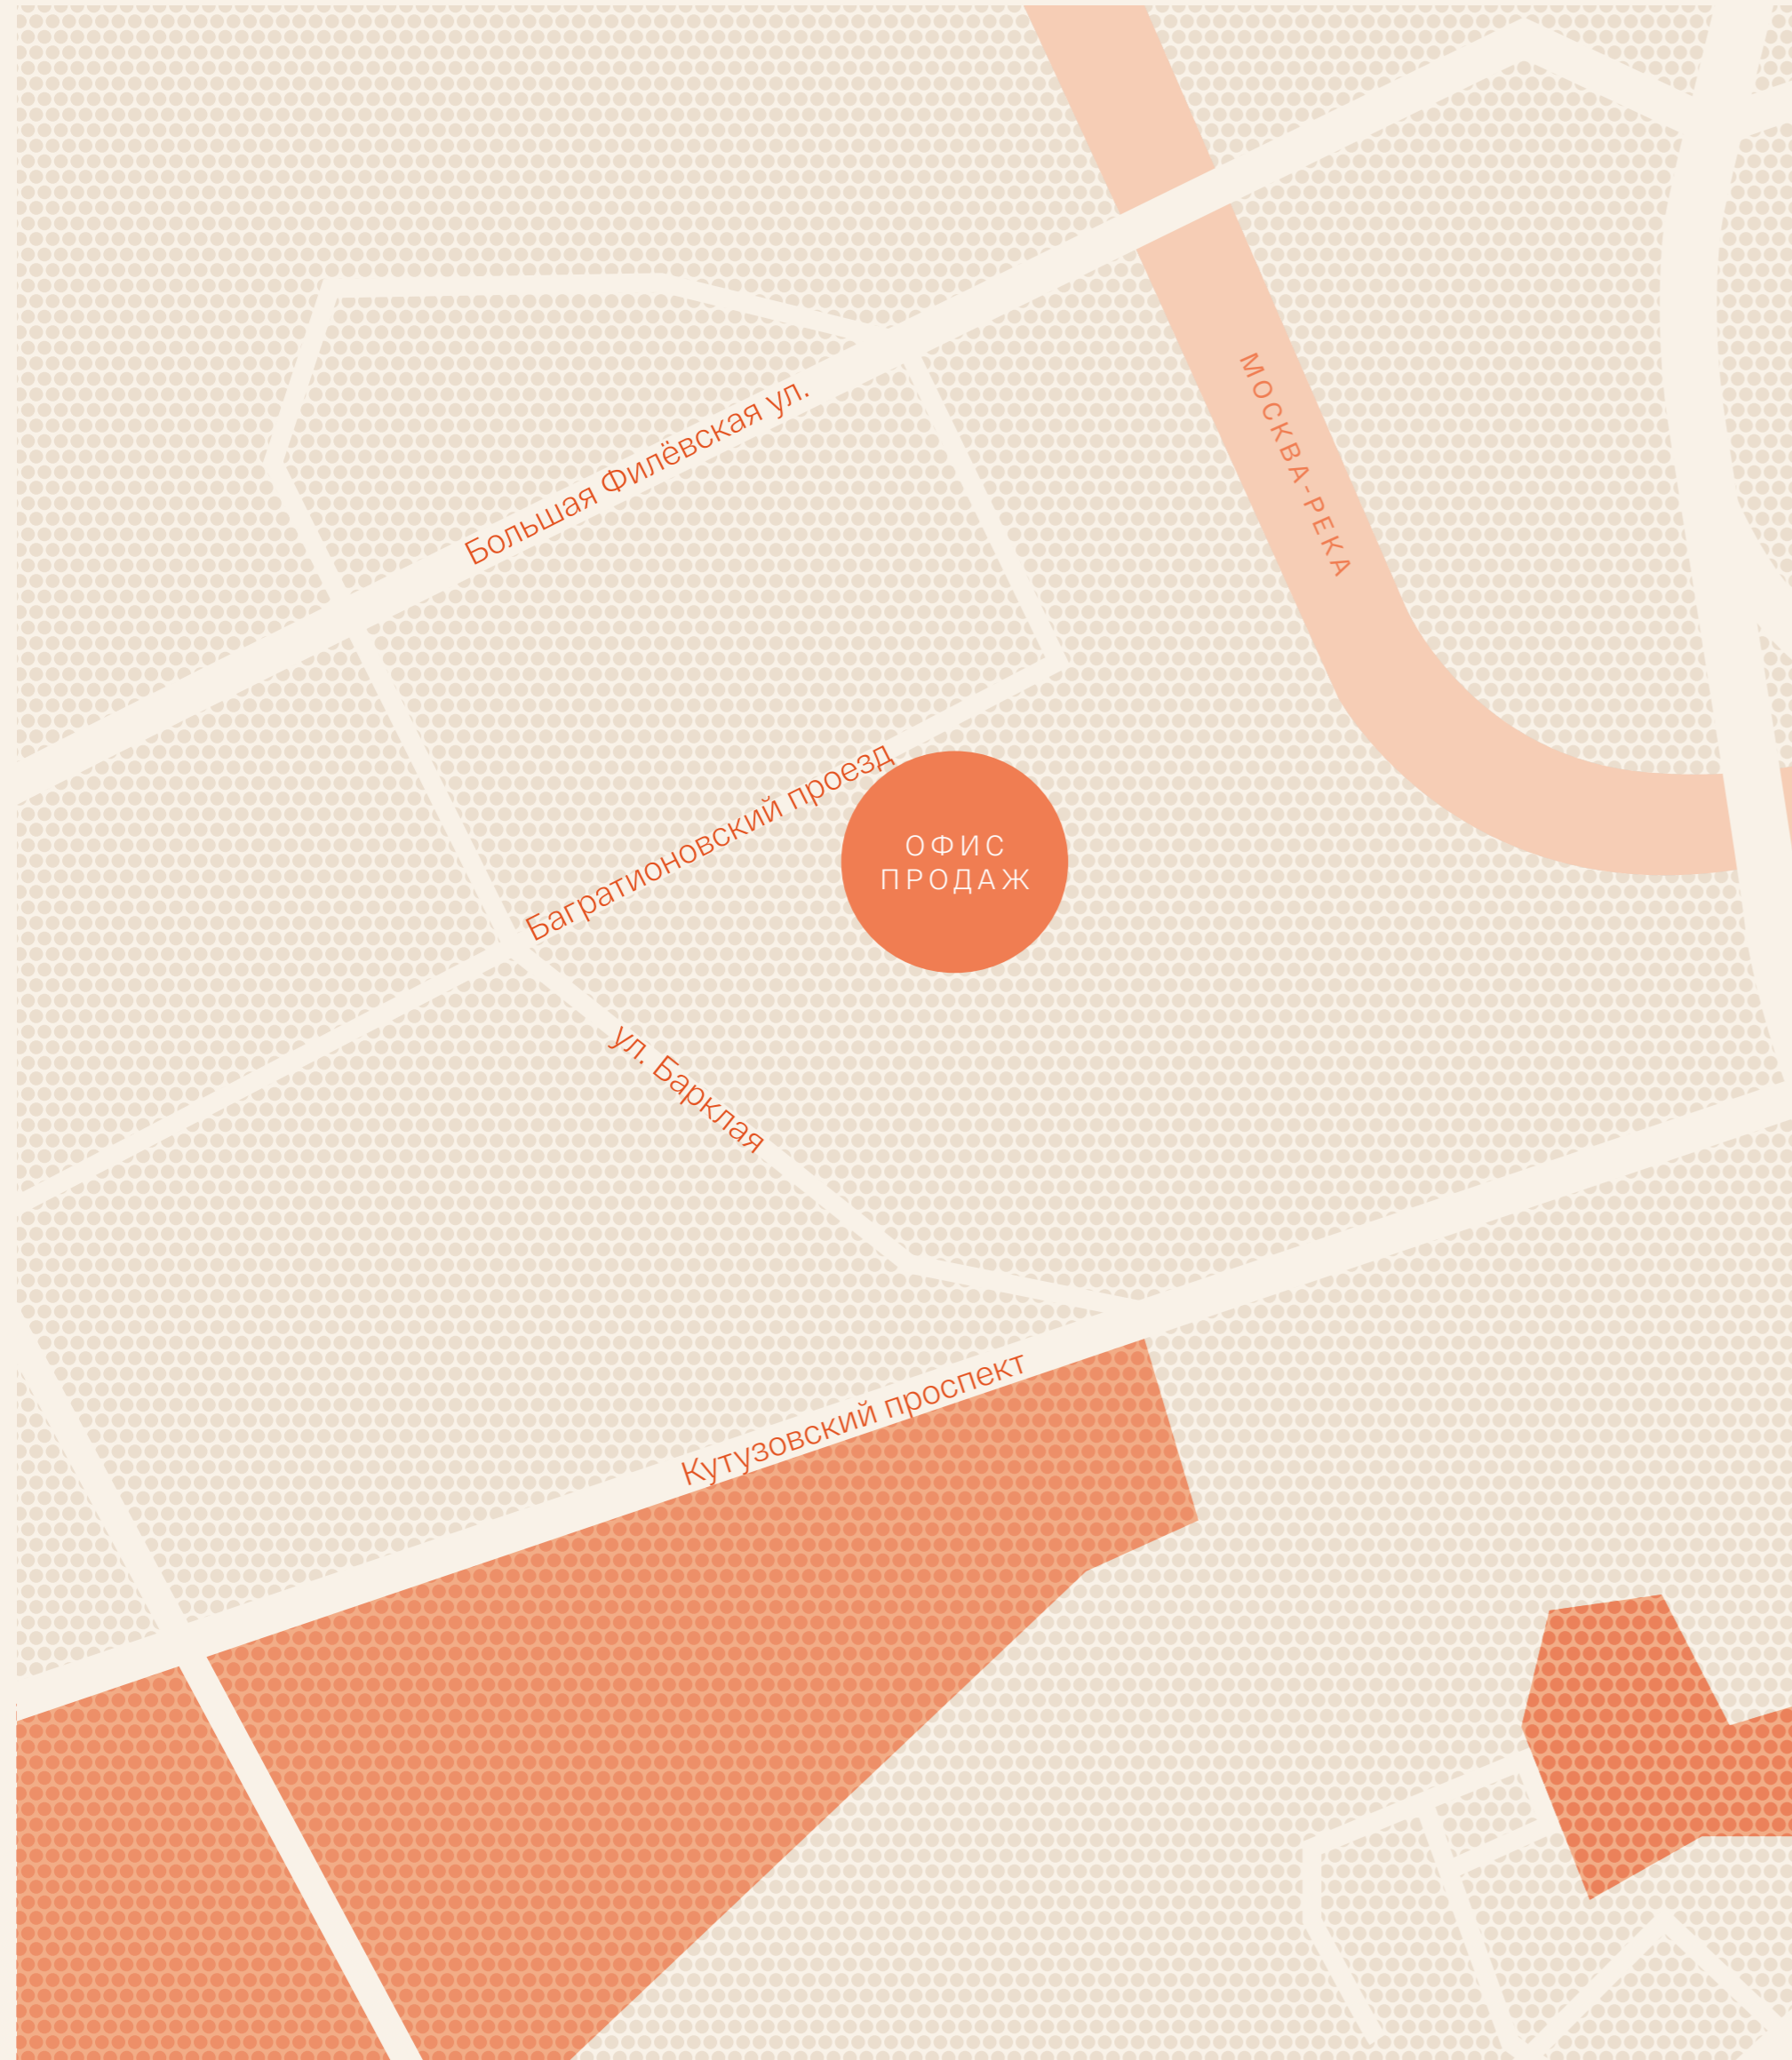 Большая Филёвская ул.
МОСКВА-РЕКА
Багратионовский проезд
ОФИС
ПРОДАЖ
ул. Барклая
Кутузовский проспект